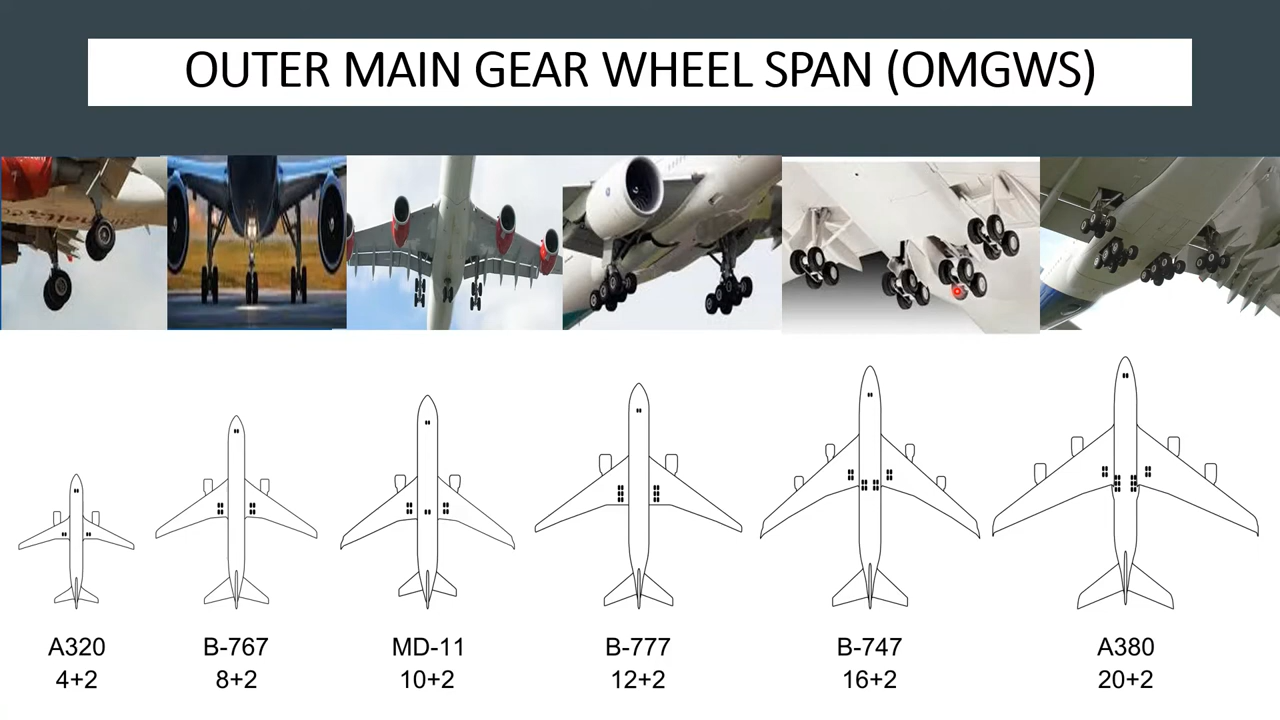 OUTER MAIN GEAR WHEEL SPAN (OMGWS)
A320 B-767 MD-11 B-777 B-747 A380
4+2 8+2 10+2 12+2 16+2 20+2